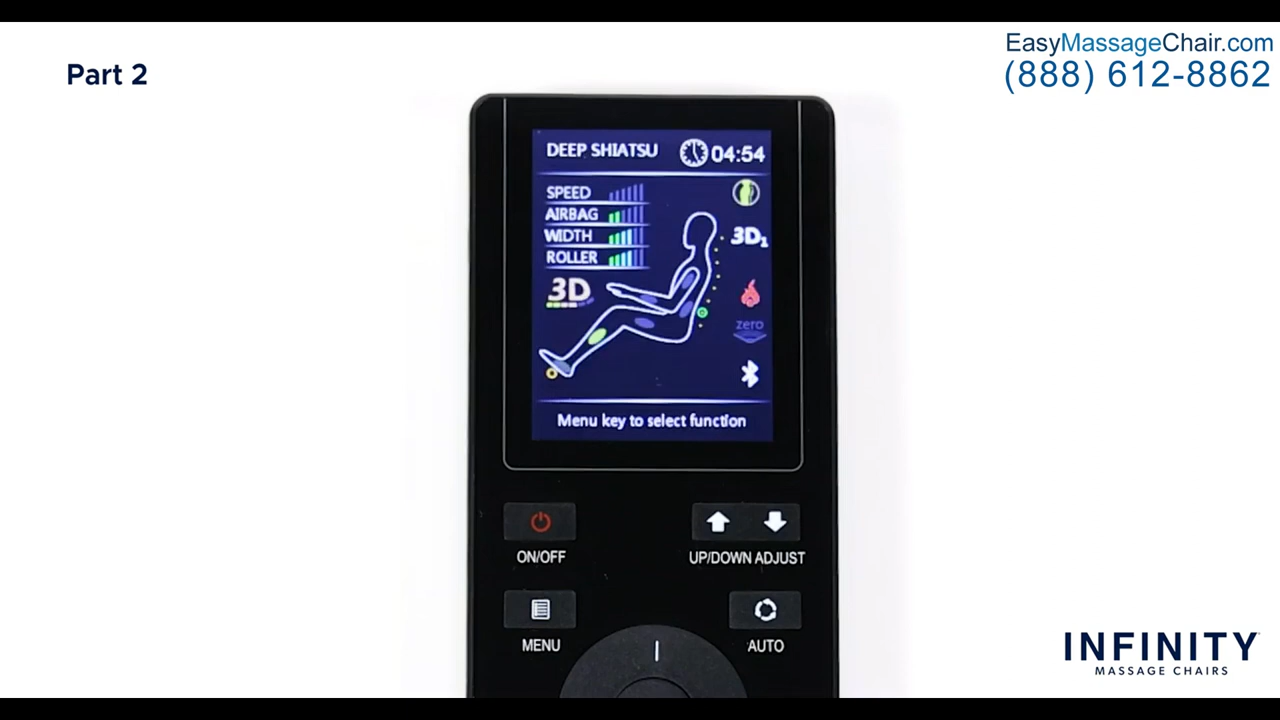 Part 2
EasyMassageChair.com
(888) 612-8862
DEEP SHIATSU 04:54
SPEED
AIRBAG
WIDTH
ROLLER
3D
3D1
zero
Menu key to select function
ON/OFF
UP/DOWN ADJUST
MENU
AUTO
INFINITY
MASSAGE CHAIRS